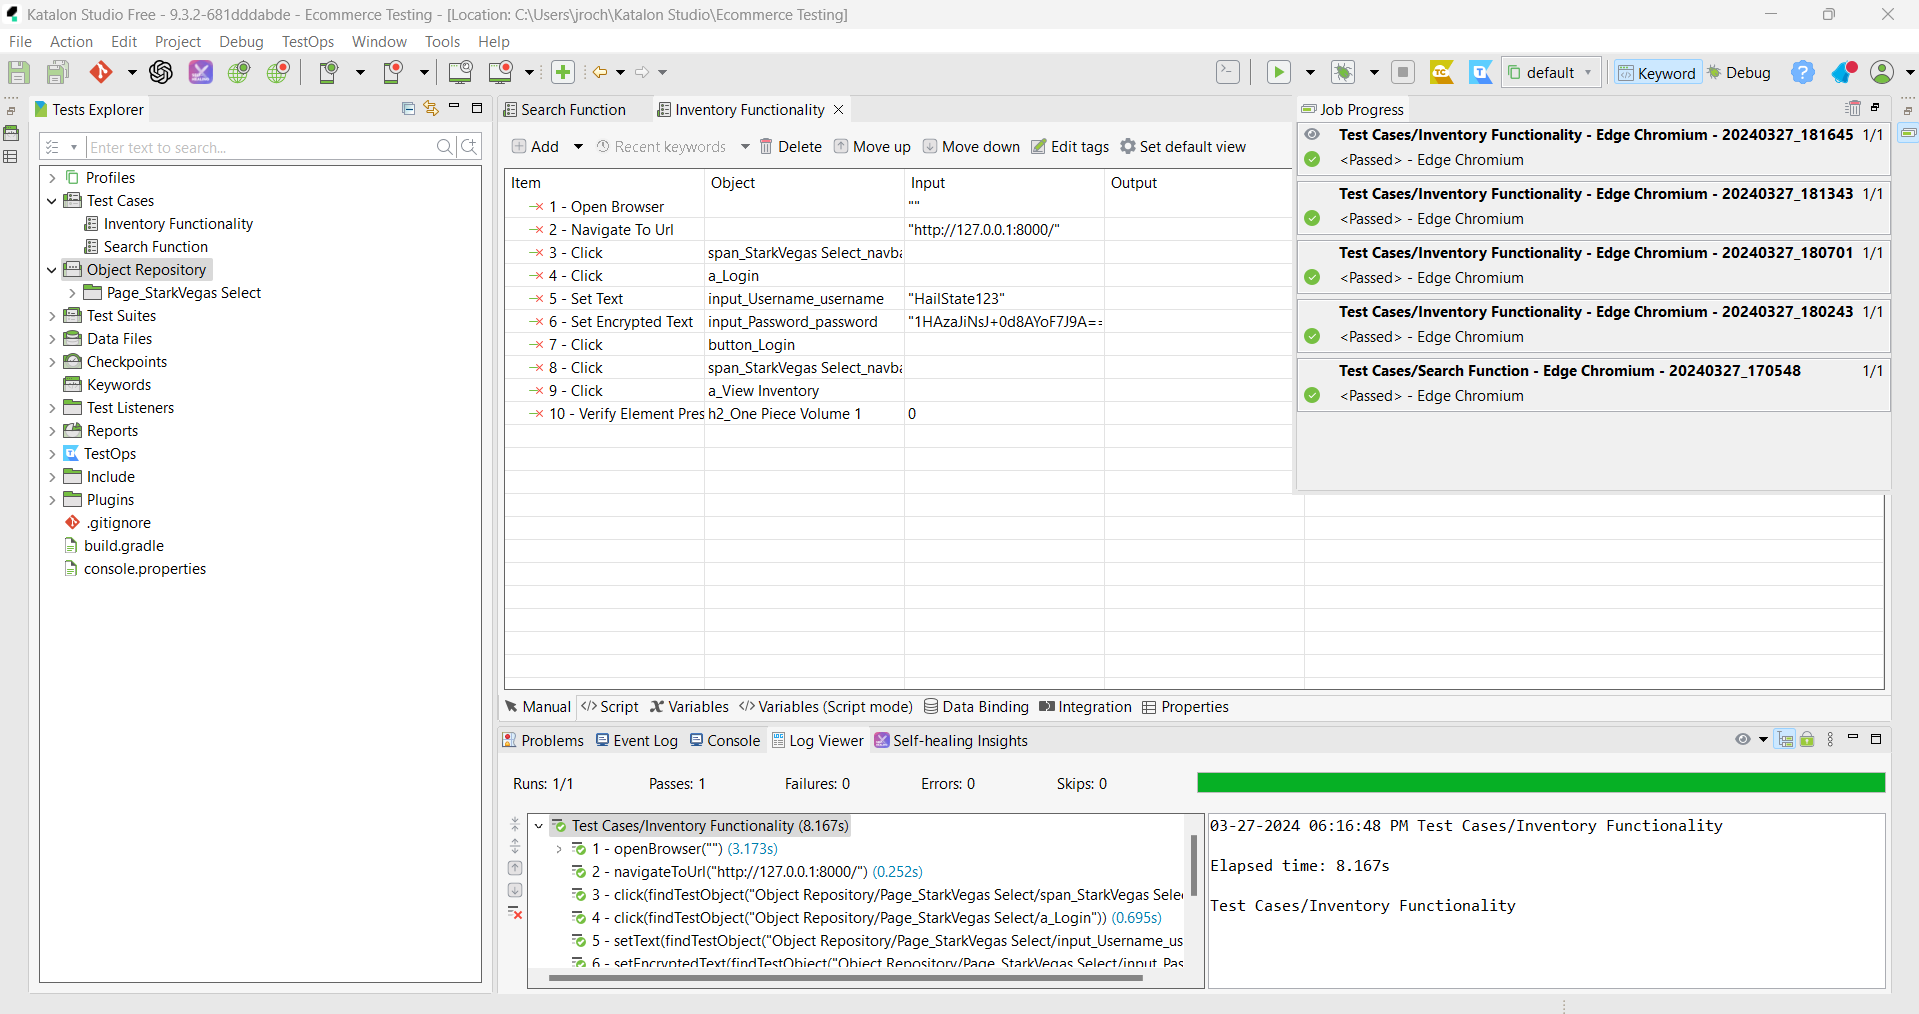 Katalon Studio Free - 9.3.2-681dddabde - Ecommerce Testing - [Location: C:\Users\jroch\Katalon Studio\Ecommerce Testing]
File Action Edit Project Debug TestOps Window Tools Help
default Keyword Debug
Tests Explorer
Enter text to search...
Profiles
Test Cases
Inventory Functionality
Search Function
Object Repository
Page_StarkVegas Select
Test Suites
Data Files
Checkpoints
Keywords
Test Listeners
Reports
TestOps
Include
Plugins
.gitignore
build.gradle
console.properties
Search Function Inventory Functionality
Add Recent keywords Delete Move up Move down Edit tags Set default view
Item Object Input Output
1 - Open Browser ""
2 - Navigate To Url "http://127.0.0.1:8000/"
3 - Click span_StarkVegas Select_navba
4 - Click a_Login
5 - Set Text input_Username_username "HailState123"
6 - Set Encrypted Text input_Password_password "1HAzaJiNsJ+0d8AYoF7J9A==
7 - Click button_Login
8 - Click span_StarkVegas Select_navba
9 - Click a_View Inventory
10 - Verify Element Pres h2_One Piece Volume 1 0
Job Progress
Test Cases/Inventory Functionality - Edge Chromium - 20240327_181645 1/1
<Passed> - Edge Chromium
Test Cases/Inventory Functionality - Edge Chromium - 20240327_181343 1/1
<Passed> - Edge Chromium
Test Cases/Inventory Functionality - Edge Chromium - 20240327_180701 1/1
<Passed> - Edge Chromium
Test Cases/Inventory Functionality - Edge Chromium - 20240327_180243 1/1
<Passed> - Edge Chromium
Test Cases/Search Function - Edge Chromium - 20240327_170548 1/1
<Passed> - Edge Chromium
Manual </> Script Variables </> Variables (Script mode) Data Binding Integration Properties
Problems Event Log Console Log Viewer Self-healing Insights
Runs: 1/1 Passes: 1 Failures: 0 Errors: 0 Skips: 0
Test Cases/Inventory Functionality (8.167s)
1 - openBrowser("") (3.173s)
2 - navigateToUrl("http://127.0.0.1:8000/") (0.252s)
3 - click(findTestObject("Object Repository/Page_StarkVegas Select/span_StarkVegas Sele
4 - click(findTestObject("Object Repository/Page_StarkVegas Select/a_Login")) (0.695s)
5 - setText(findTestObject("Object Repository/Page_StarkVegas Select/input_Username_us
6 - setEncryptedText(findTestObject("Object Repository/Page_StarkVegas Select/input_Pas
03-27-2024 06:16:48 PM Test Cases/Inventory Functionality
Elapsed time: 8.167s
Test Cases/Inventory Functionality